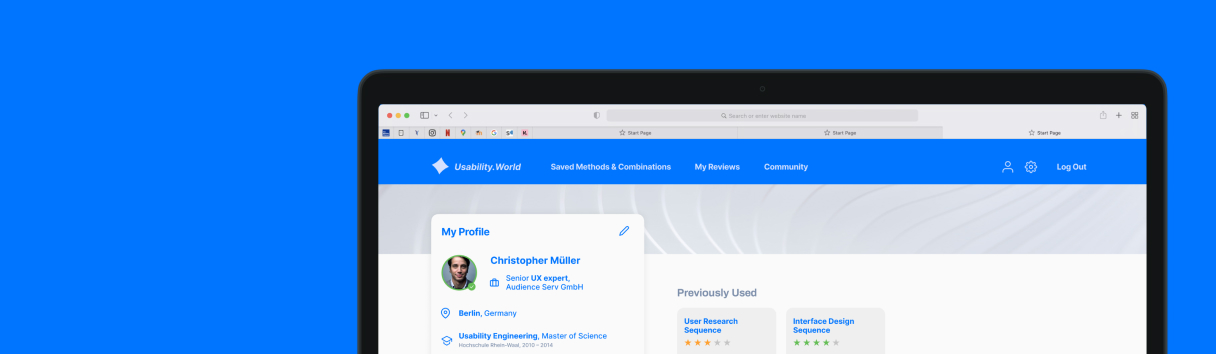 Search or enter website name
Start Page
Start Page
Start Page
Usability.World
Saved Methods & Combinations
My Reviews
Community
Log Out
My Profile
Christopher Müller
Senior UX expert,
Audience Serv GmbH
Berlin, Germany
Usability Engineering, Master of Science
Hochschule Rhein-Waal, 2010 – 2014
Previously Used
User Research
Sequence
Interface Design
Sequence